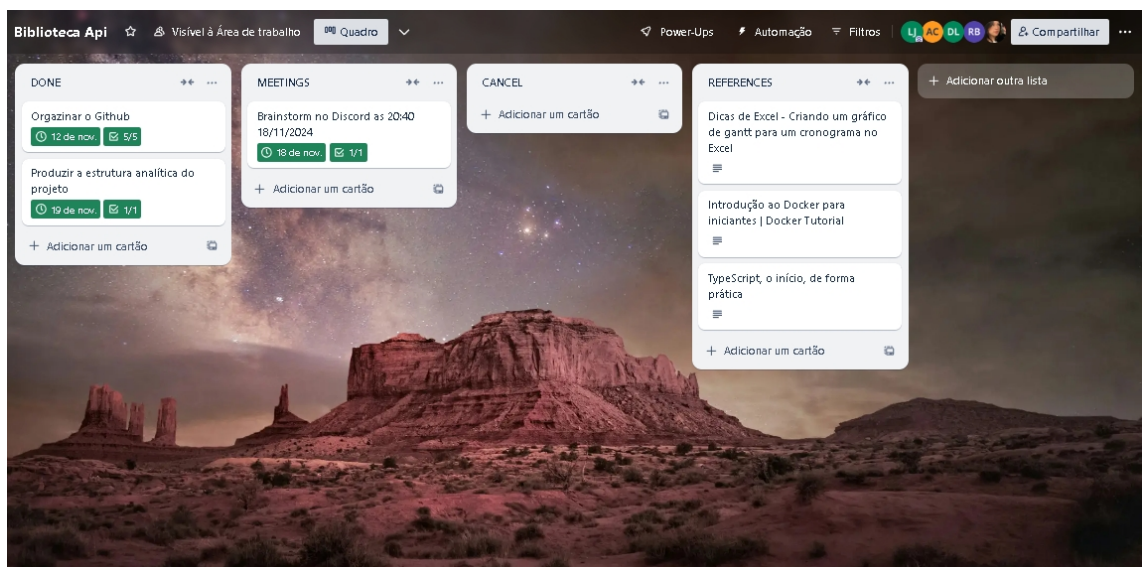 Biblioteca Api
Visível à Área de trabalho
Quadro
Power-Ups
Automação
Filtros
LJ
AC
DL
RB
Compartilhar
DONE
Orgazinar o Github
12 de nov.
5/5
Produzir a estrutura analítica do
projeto
19 de nov.
1/1
+ Adicionar um cartão
MEETINGS
Brainstorm no Discord as 20:40
18/11/2024
18 de nov.
1/1
+ Adicionar um cartão
CANCEL
+ Adicionar um cartão
REFERENCES
Dicas de Excel - Criando um gráfico
de gantt para um cronograma no
Excel
Introdução ao Docker para
iniciantes | Docker Tutorial
TypeScript, o início, de forma
prática
+ Adicionar um cartão
+ Adicionar outra lista